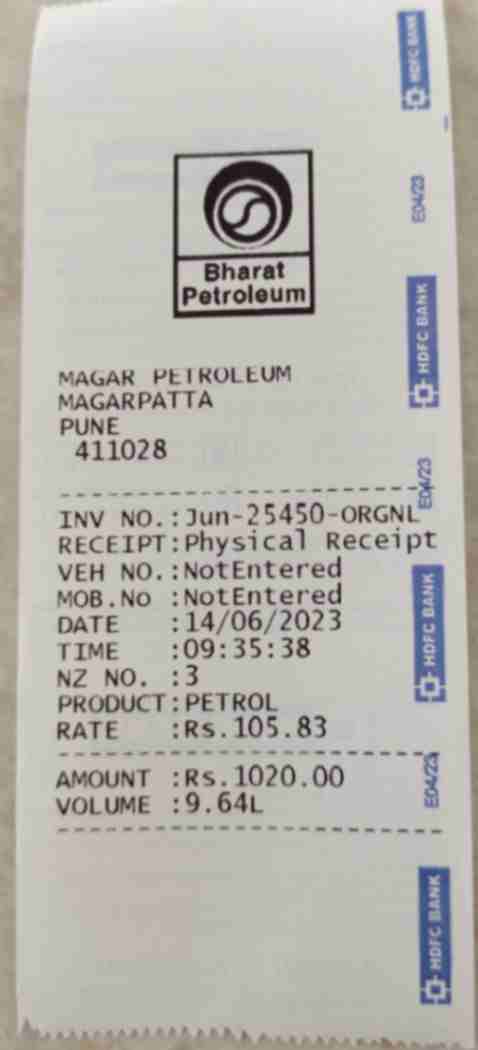 Bharat
Petroleum
MAGAR PETROLEUM
MAGARPATTA
PUNE
411028
INV NO.:Jun-25450-ORGNL
RECEIPT:Physical Receipt
VEH NO.:NotEntered
MOB.No :NotEntered
DATE :14/06/2023
TIME :09:35:38
NZ NO. :3
PRODUCT:PETROL
RATE :Rs.105.83
AMOUNT :Rs.1020.00
VOLUME :9.64L
HDFC BANK
E04/23
HDFC BANK
E04/23
HDFC BANK
E04/23
HDFC BANK